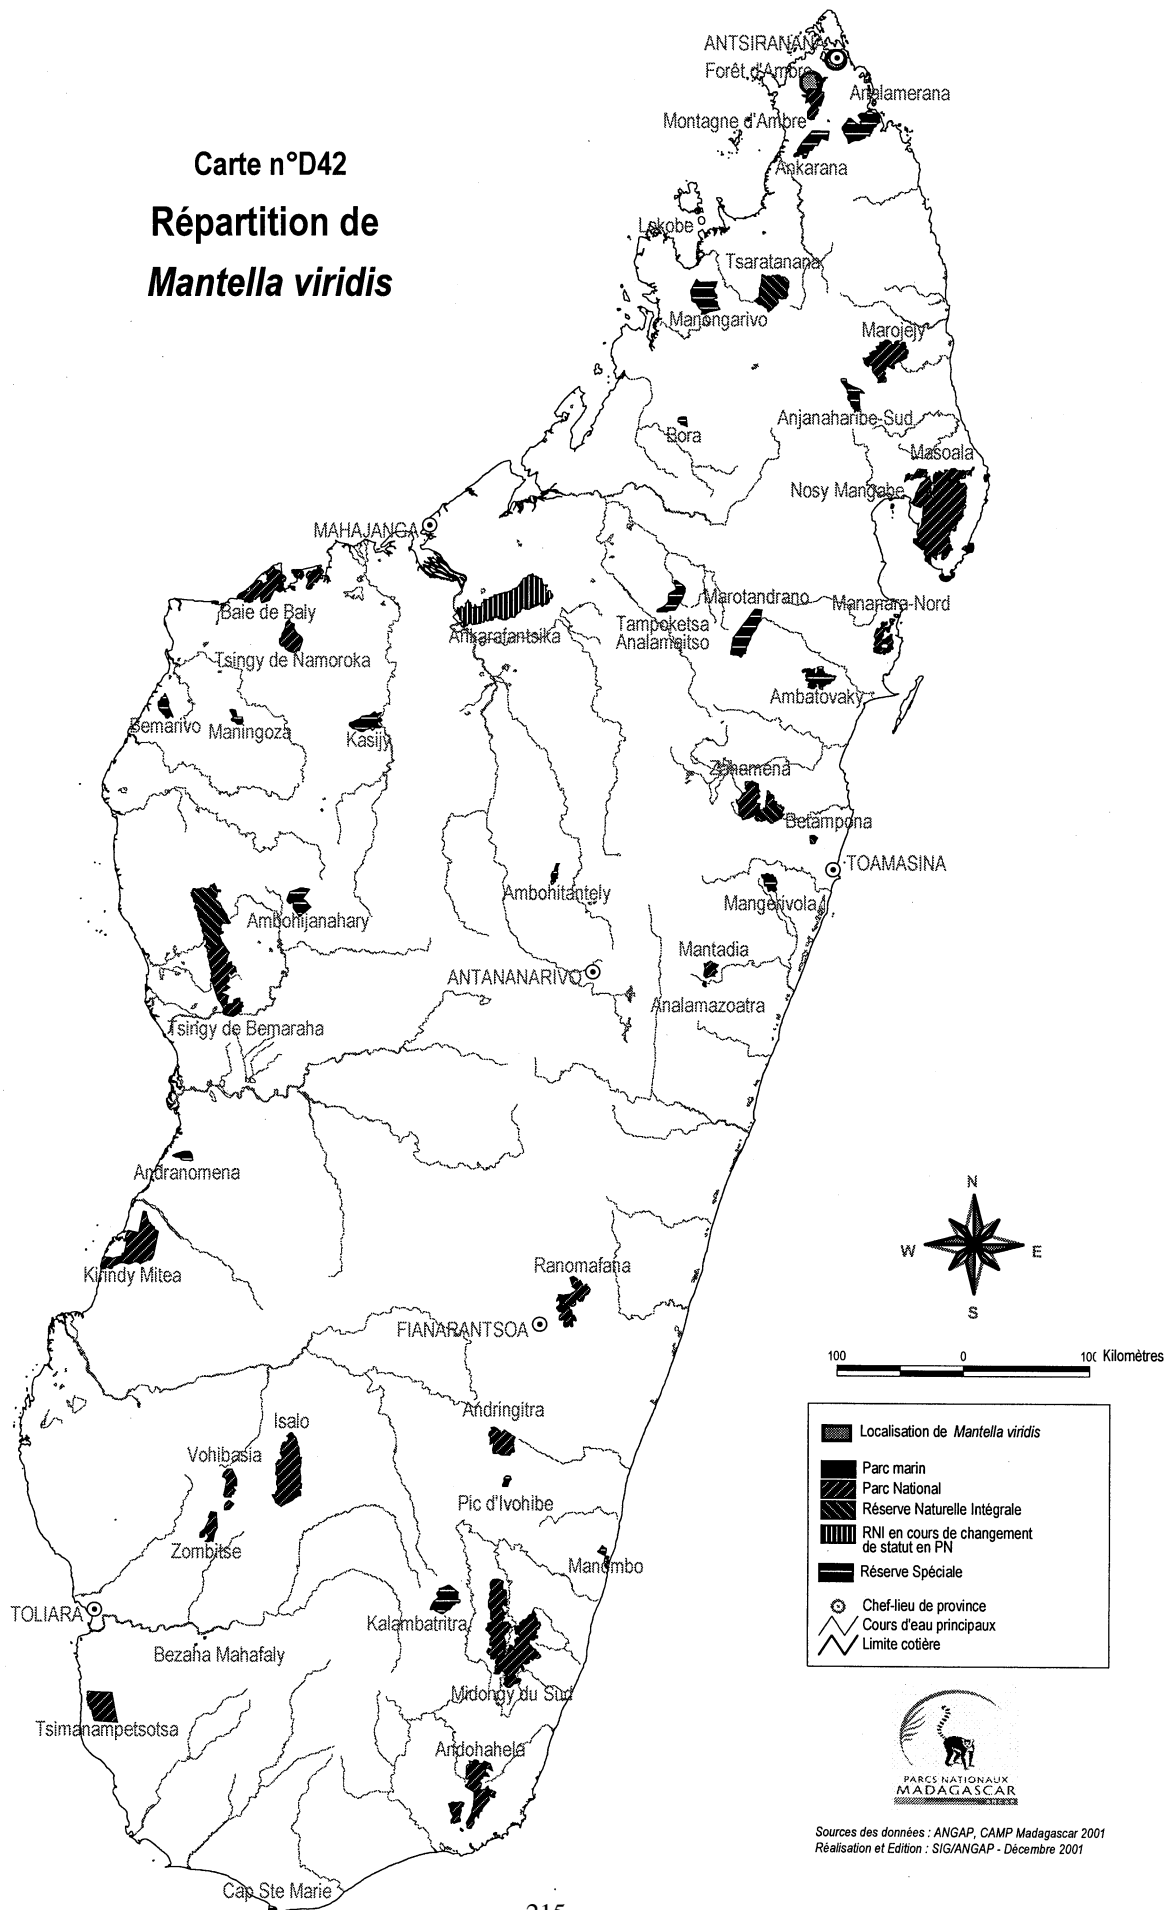 Carte n°D42
Répartition de
Mantella viridis
ANTSIRANANA
Forêt d'Ambre
Analamerana
Montagne d'Ambre
Ankarana
Lokobe
Tsaratanana
Manongarivo
Marojejy
Anjanaharibe-Sud
Bora
Masoala
Nosy Mangabe
MAHAJANGA
Baie de Baly
Ankarafantsika
Marotandrano
Mananara-Nord
Tampoketsa
Analamaitso
Tsingy de Namoroka
Ambatovaky
Bemarivo
Maningoza
Kasijy
Zahamena
Betampona
TOAMASINA
Ambohitantely
Mangerivola
Ambohijanahary
Mantadia
ANTANANARIVO
Analamazoatra
Tsingy de Bemaraha
Andranomena
Kirindy Mitea
Ranomafana
FIANARANTSOA
Andringitra
Isalo
Vohibasia
Pic d'Ivohibe
Zombitse
Manombo
TOLIARA
Kalambatritra
Bezaha Mahafaly
Midongy du Sud
Tsimanampetsotsa
Andohahela
Cap Ste Marie
N
W
E
S
100 0 100 Kilomètres
Localisation de Mantella viridis
Parc marin
Parc National
Réserve Naturelle Intégrale
RNI en cours de changement
de statut en PN
Réserve Spéciale
Chef-lieu de province
Cours d'eau principaux
Limite cotière
PARCS NATIONAUX
MADAGASCAR
Sources des données : ANGAP, CAMP Madagascar 2001
Réalisation et Edition : SIG/ANGAP - Décembre 2001
215